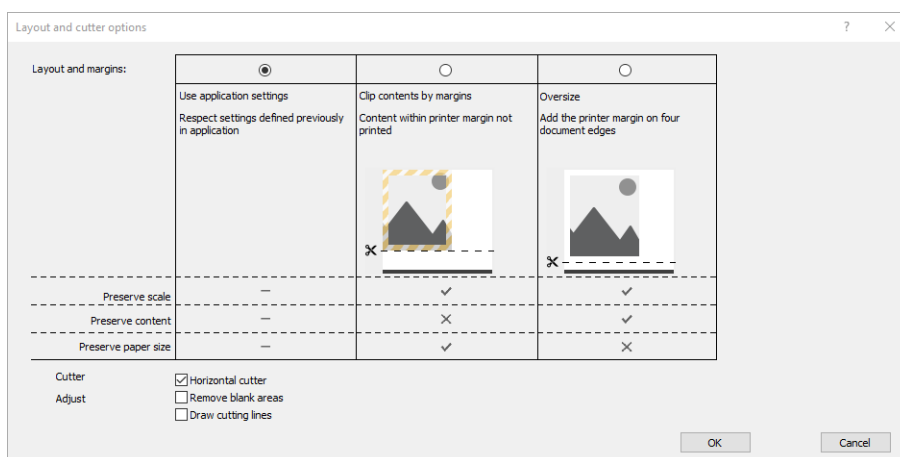 Layout and cutter options
Layout and margins:
Use application settings
Clip contents by margins
Oversize
Respect settings defined previously
in application
Content within printer margin not
printed
Add the printer margin on four
document edges
Preserve scale
Preserve content
Preserve paper size
Cutter
Horizontal cutter
Adjust
Remove blank areas
Draw cutting lines
OK
Cancel